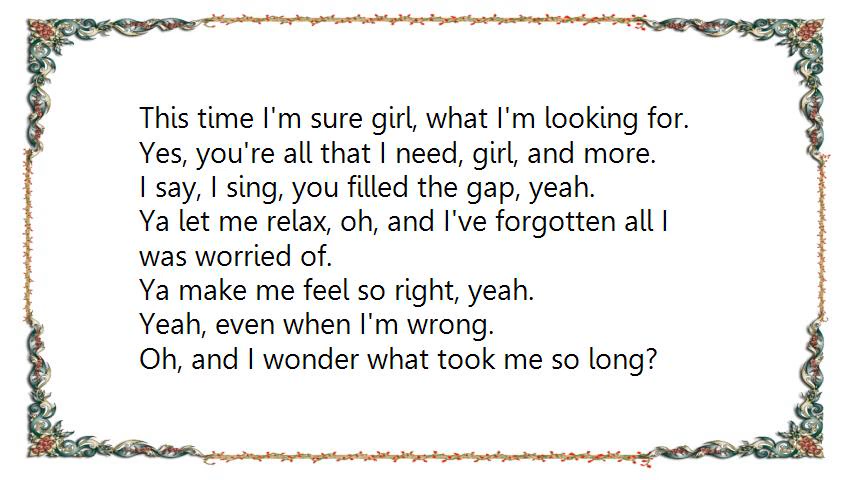 This time I'm sure girl, what I'm looking for.
Yes, you're all that I need, girl, and more.
I say, I sing, you filled the gap, yeah.
Ya let me relax, oh, and I've forgotten all I
was worried of.
Ya make me feel so right, yeah.
Yeah, even when I'm wrong.
Oh, and I wonder what took me so long?